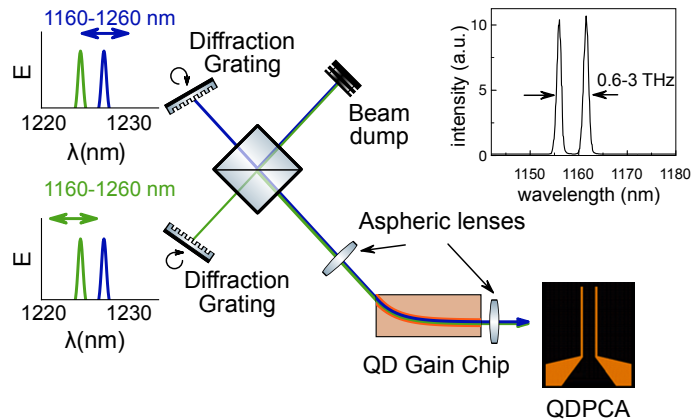 1160-1260 nm
E
1220
1230
λ(nm)
1160-1260 nm
E
1220
1230
λ(nm)
Diffraction
Grating
Beam
dump
Diffraction
Grating
Aspheric lenses
QD Gain Chip
QDPCA
intensity (a.u.)
10
5
0
0.6-3 THz
1150
1160
1170
1180
wavelength (nm)